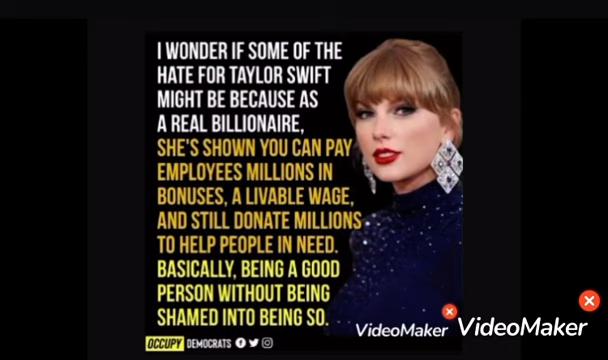 I WONDER IF SOME OF THE
HATE FOR TAYLOR SWIFT
MIGHT BE BECAUSE AS
A REAL BILLIONAIRE,
SHE'S SHOWN YOU CAN PAY
EMPLOYEES MILLIONS IN
BONUSES, A LIVABLE WAGE,
AND STILL DONATE MILLIONS
TO HELP PEOPLE IN NEED.
BASICALLY, BEING A GOOD
PERSON WITHOUT BEING
SHAMED INTO BEING SO.
OCCUPY DEMOCRATS
VideoMaker
VideoMaker